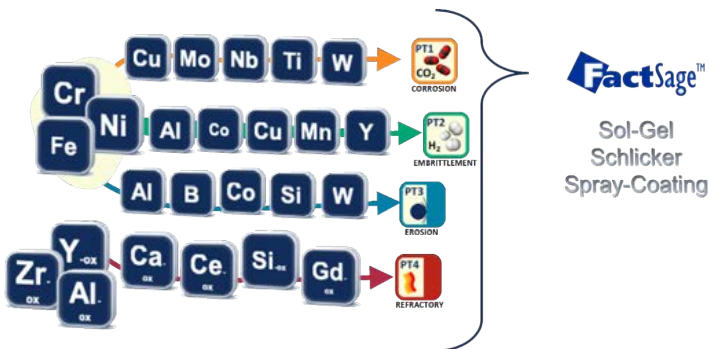 Cu Mo Nb Ti W
PT1
CO2
CORROSION
Cr
Ni
Fe
Al Co Cu Mn Y
PT2
H2
EMBRITTLEMENT
Al B Co Si W
PT3
EROSION
Y-ox
Zr-ox
Al-ox
Ca-ox
Ce-ox
Si-ox
Gd-ox
PT4
REFRACTORY
FactSage™
Sol-Gel
Schlicker
Spray-Coating